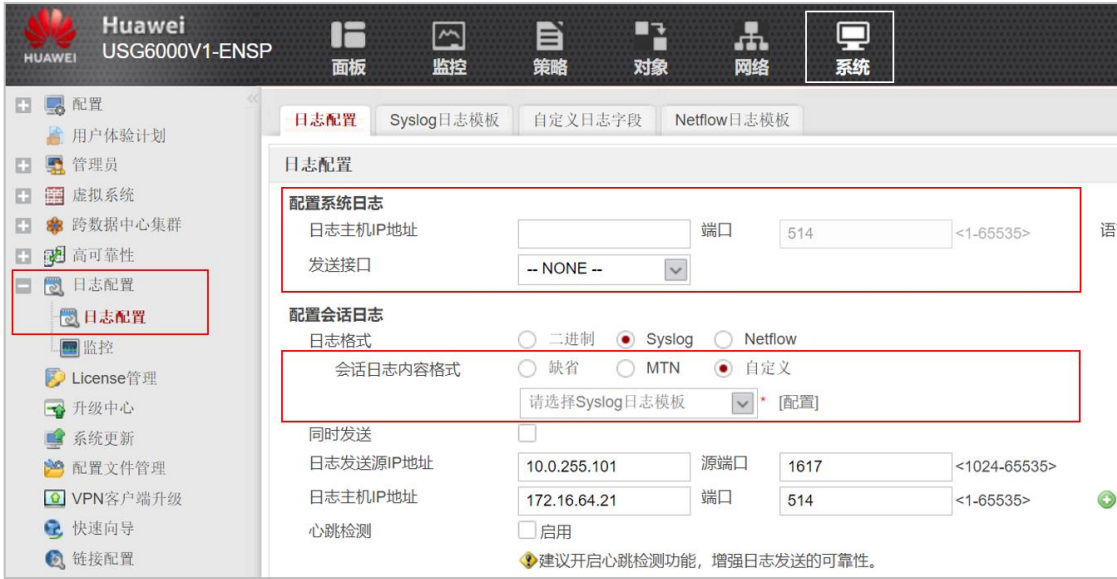 HUAWEI
Huawei
USG6000V1-ENSP
面板
监控
策略
对象
网络
系统
配置
用户体验计划
管理员
虚拟系统
跨数据中心集群
高可靠性
日志配置
日志配置
监控
License管理
升级中心
系统更新
配置文件管理
VPN客户端升级
快速向导
链接配置
日志配置 Syslog日志模板 自定义日志字段 Netflow日志模板
日志配置
配置系统日志
日志主机IP地址 端口 514 <1-65535> 语
发送接口 -- NONE --
配置会话日志
日志格式 二进制 Syslog Netflow
会话日志内容格式 缺省 MTN 自定义
请选择Syslog日志模板 * [配置]
同时发送
日志发送源IP地址 10.0.255.101 源端口 1617 <1024-65535>
日志主机IP地址 172.16.64.21 端口 514 <1-65535>
心跳检测 启用
建议开启心跳检测功能，增强日志发送的可靠性。